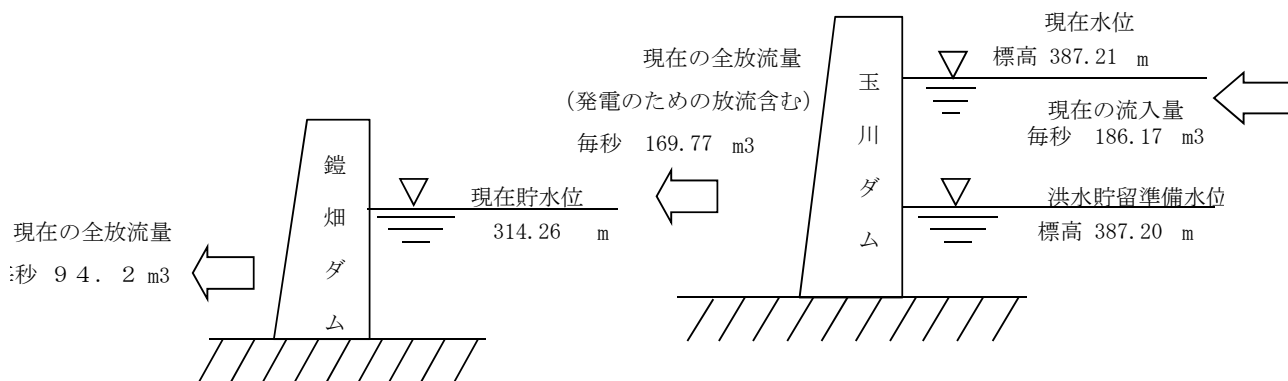 現在水位
標高 387.21 m
現在の流入量
毎秒 186.17 m3
洪水貯留準備水位
標高 387.20 m
玉川ダム
現在の全放流量
(発電のための放流含む)
毎秒 169.77 m3
現在貯水位
314.26 m
鎧畑ダム
現在の全放流量
秒 94.2 m3